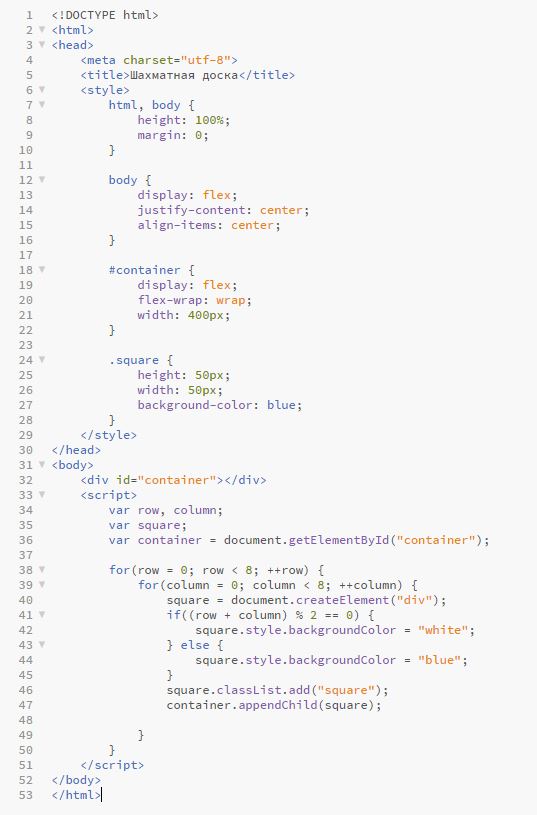 1 <!DOCTYPE html>
2 <html>
3 <head>
4     <meta charset="utf-8">
5     <title>Шахматная доска</title>
6     <style>
7         html, body {
8             height: 100%;
9             margin: 0;
10         }
11
12         body {
13             display: flex;
14             justify-content: center;
15             align-items: center;
16         }
17
18         #container {
19             display: flex;
20             flex-wrap: wrap;
21             width: 400px;
22         }
23
24         .square {
25             height: 50px;
26             width: 50px;
27             background-color: blue;
28         }
29     </style>
30 </head>
31 <body>
32     <div id="container"></div>
33     <script>
34         var row, column;
35         var square;
36         var container = document.getElementById("container");
37
38         for(row = 0; row < 8; ++row) {
39             for(column = 0; column < 8; ++column) {
40                 square = document.createElement("div");
41                 if((row + column) % 2 == 0) {
42                     square.style.backgroundColor = "white";
43                 } else {
44                     square.style.backgroundColor = "blue";
45                 }
46                 square.classList.add("square");
47                 container.appendChild(square);
48
49             }
50         }
51     </script>
52 </body>
53 </html>